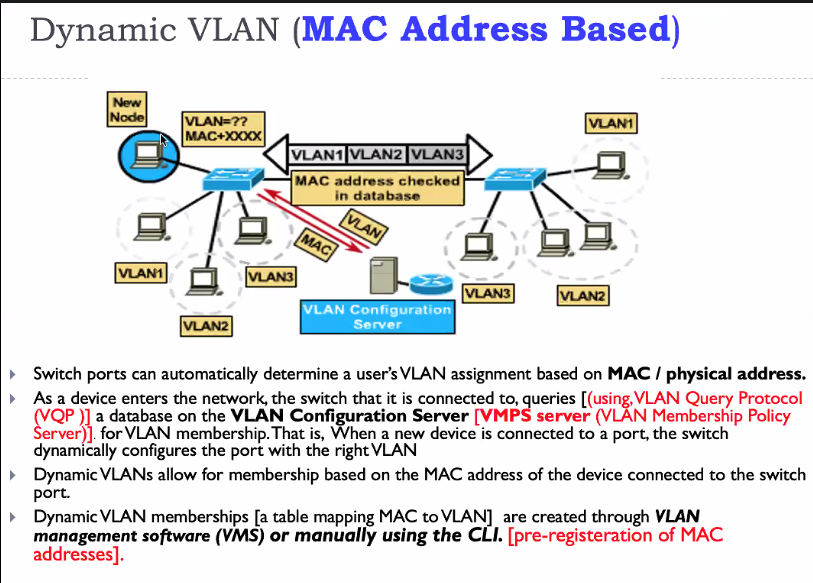 Dynamic VLAN (MAC Address Based)
New
Node
VLAN=??
MAC+XXXX
VLAN1 VLAN2 VLAN3
VLAN1
MAC address checked
in database
VLAN
MAC
VLAN1
VLAN3
VLAN2
VLAN3
VLAN2
VLAN Configuration
Server
Switch ports can automatically determine a user's VLAN assignment based on MAC / physical address.
As a device enters the network, the switch that it is connected to, queries [(using, VLAN Query Protocol
(VQP )] a database on the VLAN Configuration Server [VMPS server (VLAN Membership Policy
Server)]. for VLAN membership. That is, When a new device is connected to a port, the switch
dynamically configures the port with the right VLAN
Dynamic VLANs allow for membership based on the MAC address of the device connected to the switch
port.
Dynamic VLAN memberships [a table mapping MAC to VLAN] are created through VLAN
management software (VMS) or manually using the CLI. [pre-registeration of MAC
addresses].